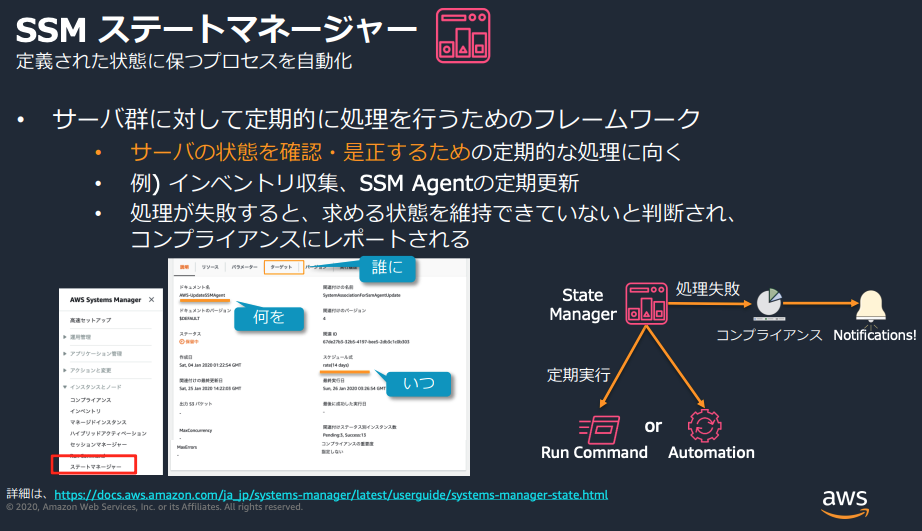 SSM ステートマネージャー
定義された状態に保つプロセスを自動化
• サーバ群に対して定期的に処理を行うためのフレームワーク
• サーバの状態を確認・是正するための定期的な処理に向く
• 例) インベントリ収集、SSM Agentの定期更新
• 処理が失敗すると、求める状態を維持できていないと判断され、
コンプライアンスにレポートされる
AWS Systems Manager ×
高速セットアップ
運用管理
アプリケーション管理
アクションと変更
インスタンスとノード
コンプライアンス
インベントリ
マネージドインスタンス
ハイブリッドアクティベーション
セッションマネージャー
Run Command
ステートマネージャー
説明 リソース パラメーター ターゲット
誰に
ドキュメント名
AWS-UpdateSSMAgent
何を
ドキュメントのバージョン
$DEFAULT
ステータス
作成日
Sat, 04 Jan 2020 01:22:54 GMT
関連付けの最終更新日
Sat, 25 Jan 2020 14:22:03 GMT
出力 S3 バケット
-
MaxConcurrency
-
MaxErrors
-
関連付けの名前
SystemAssociationForSsmAgentUpdate
関連付けのバージョン
4
関連 ID
スケジュール式
rate(14 days)
いつ
最終実行日
Sun, 26 Jan 2020 03:26:54 GMT
最後に成功した実行日
-
関連付けステータス別インスタンス数
Pending:3, Success:13
コンプライアンスの重要度
指定しない
State
Manager
処理失敗
コンプライアンス
Notifications!
定期実行
or
Run Command
Automation
詳細は、https://docs.aws.amazon.com/ja_jp/systems-manager/latest/userguide/systems-manager-state.html
© 2020, Amazon Web Services, Inc. or its Affiliates. All rights reserved.
aws